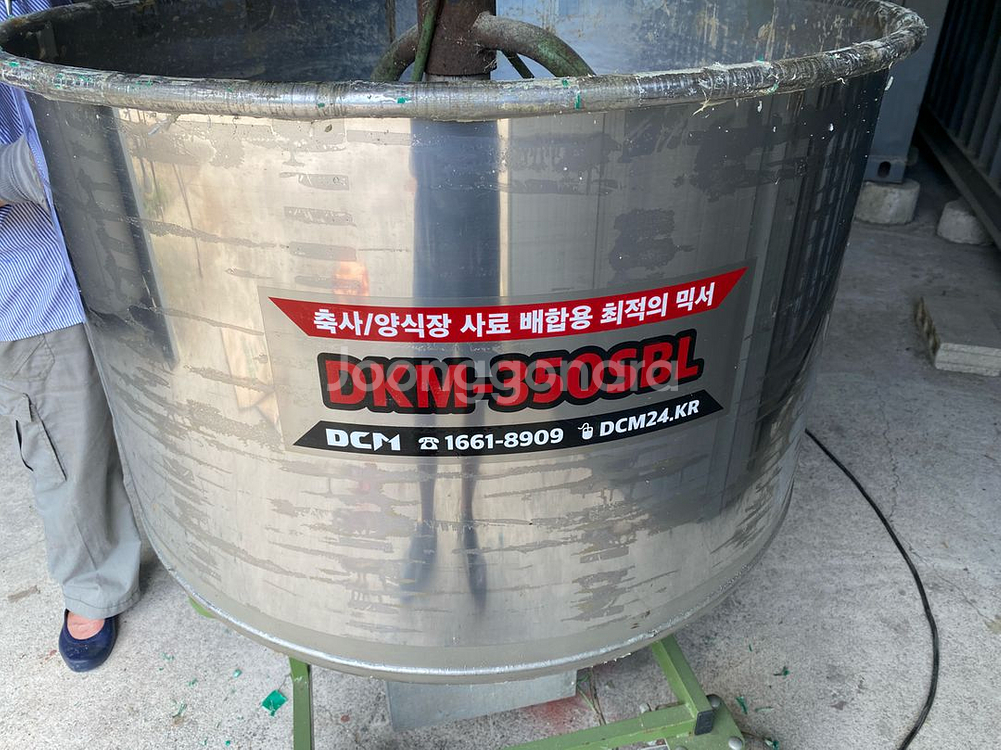 축사/양식장 사료 배합용 최적의 믹서
DKM-350SBL
Joonggonara
DCM ☎1661-8909 DCM24.KR